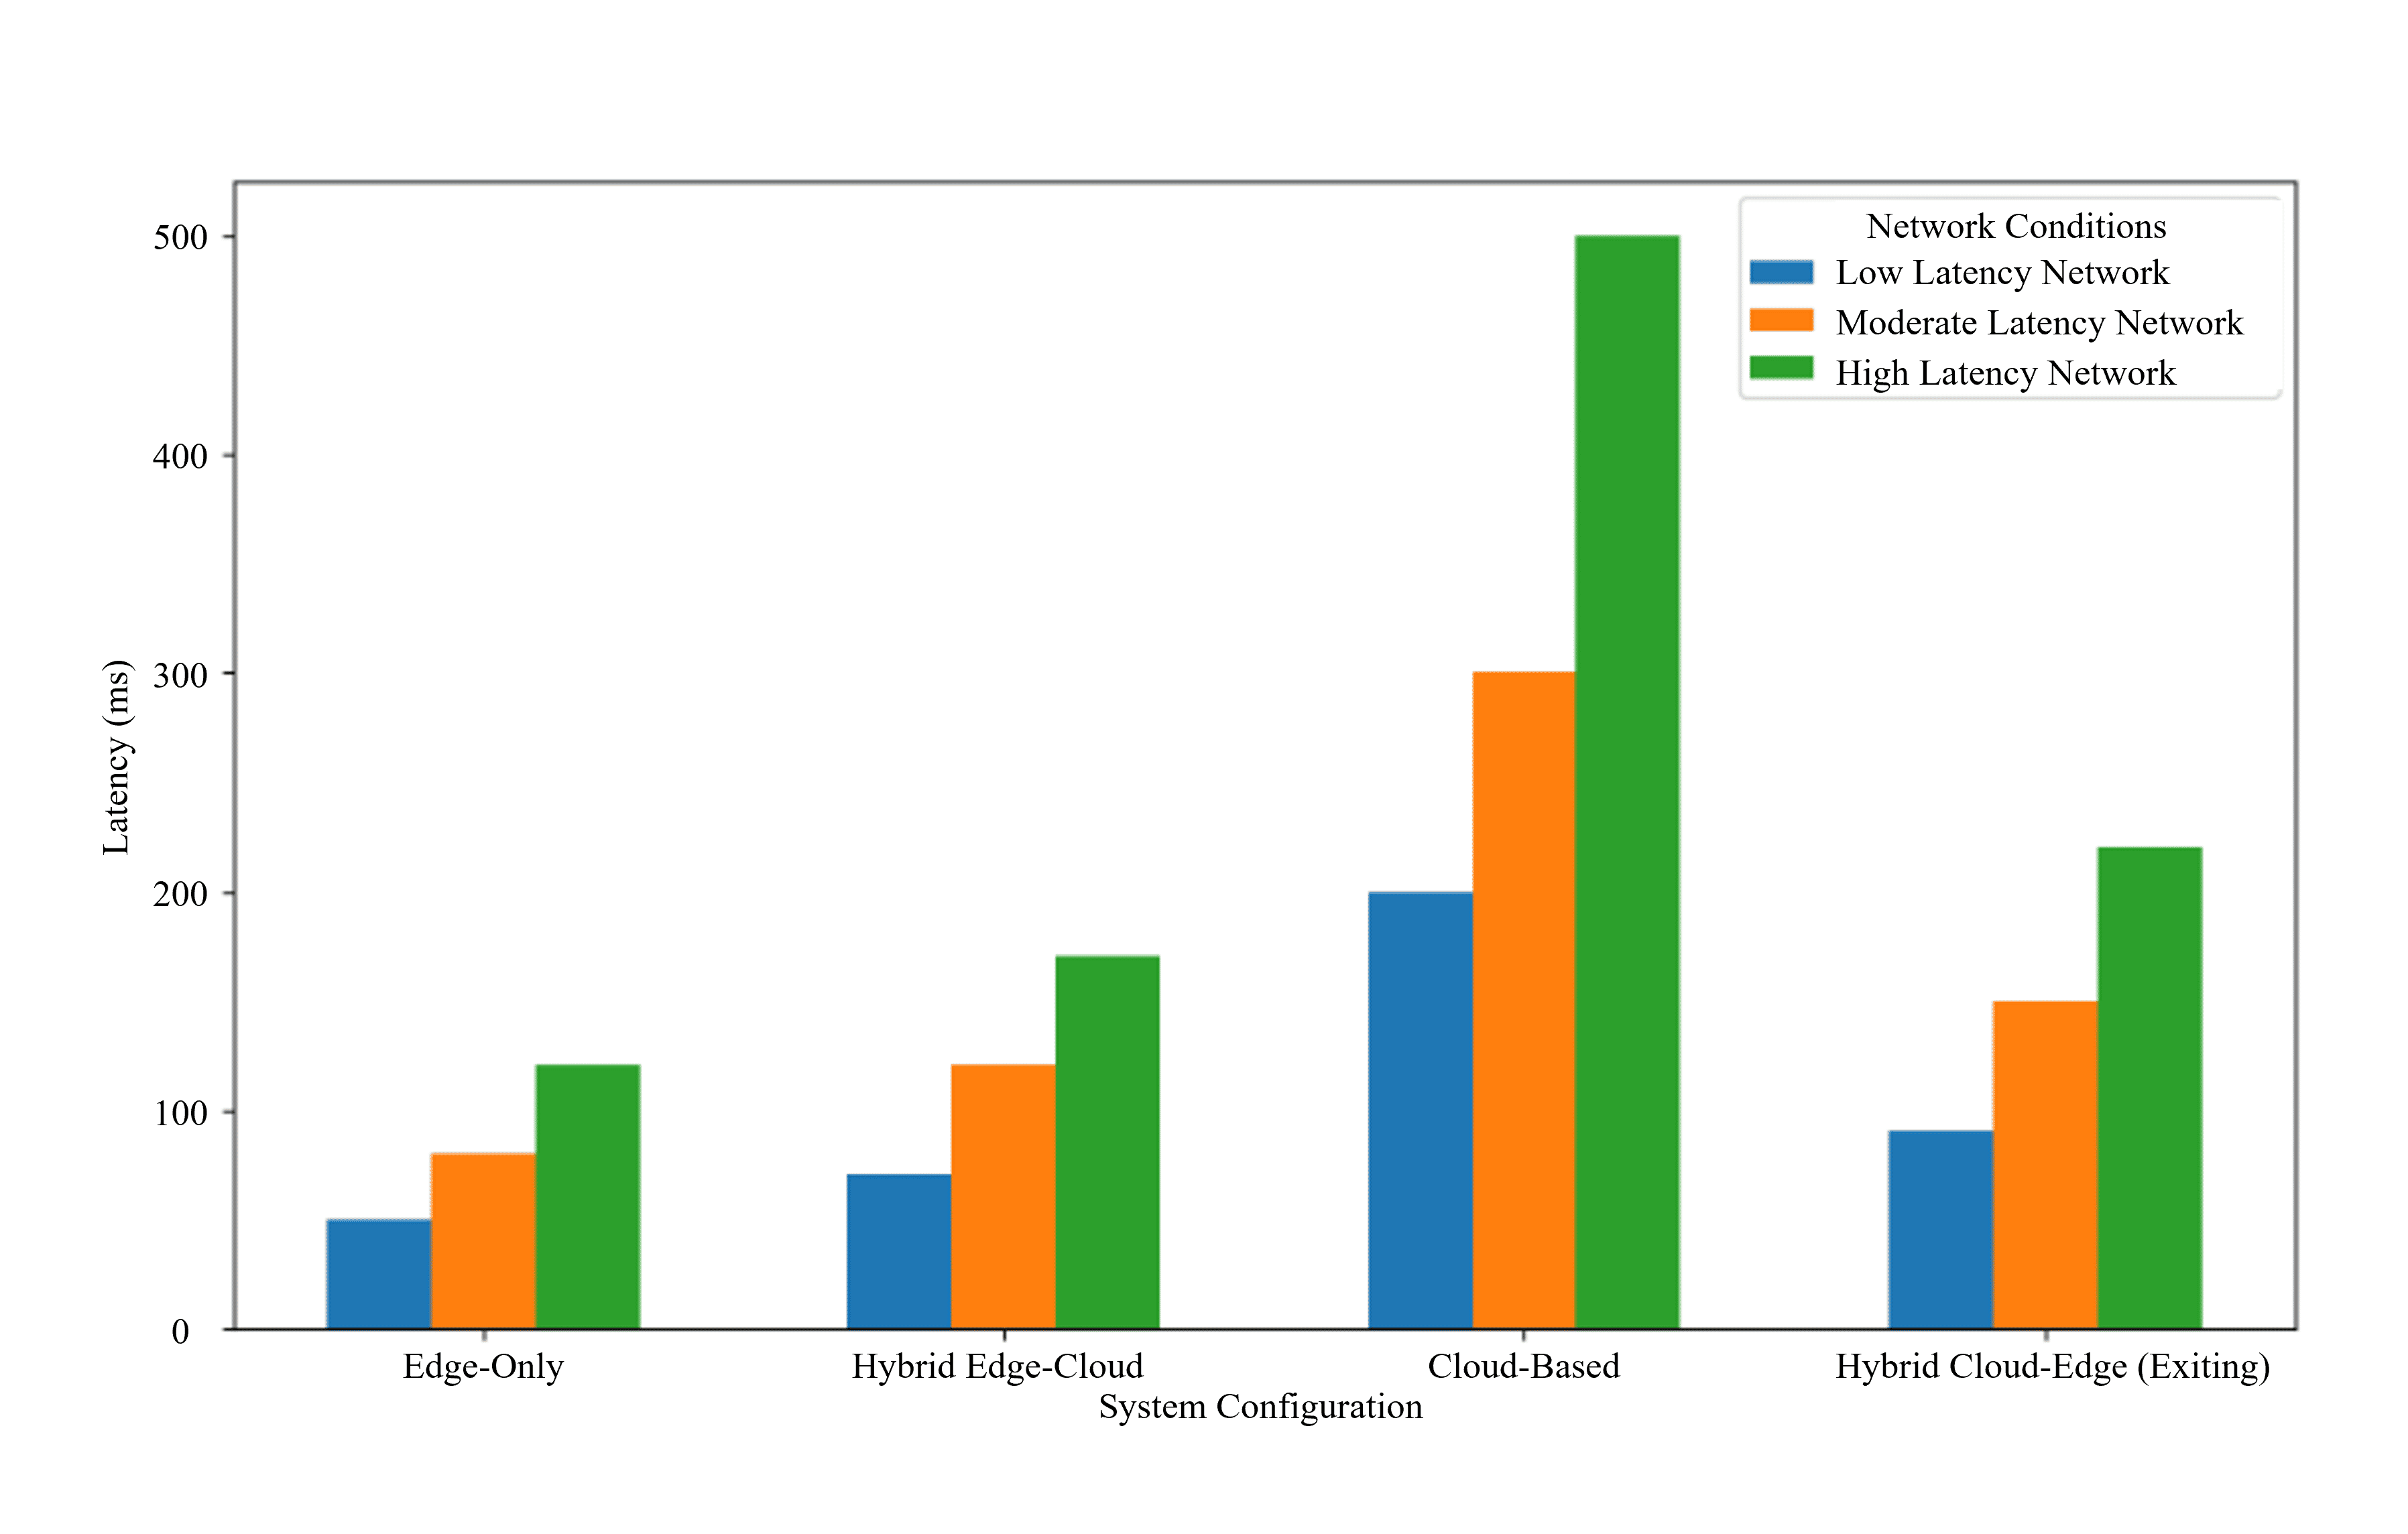 Network Conditions
Low Latency Network
Moderate Latency Network
High Latency Network
Latency (ms)
500
400
300
200
100
0
Edge-Only
Hybrid Edge-Cloud
Cloud-Based
Hybrid Cloud-Edge (Exiting)
System Configuration